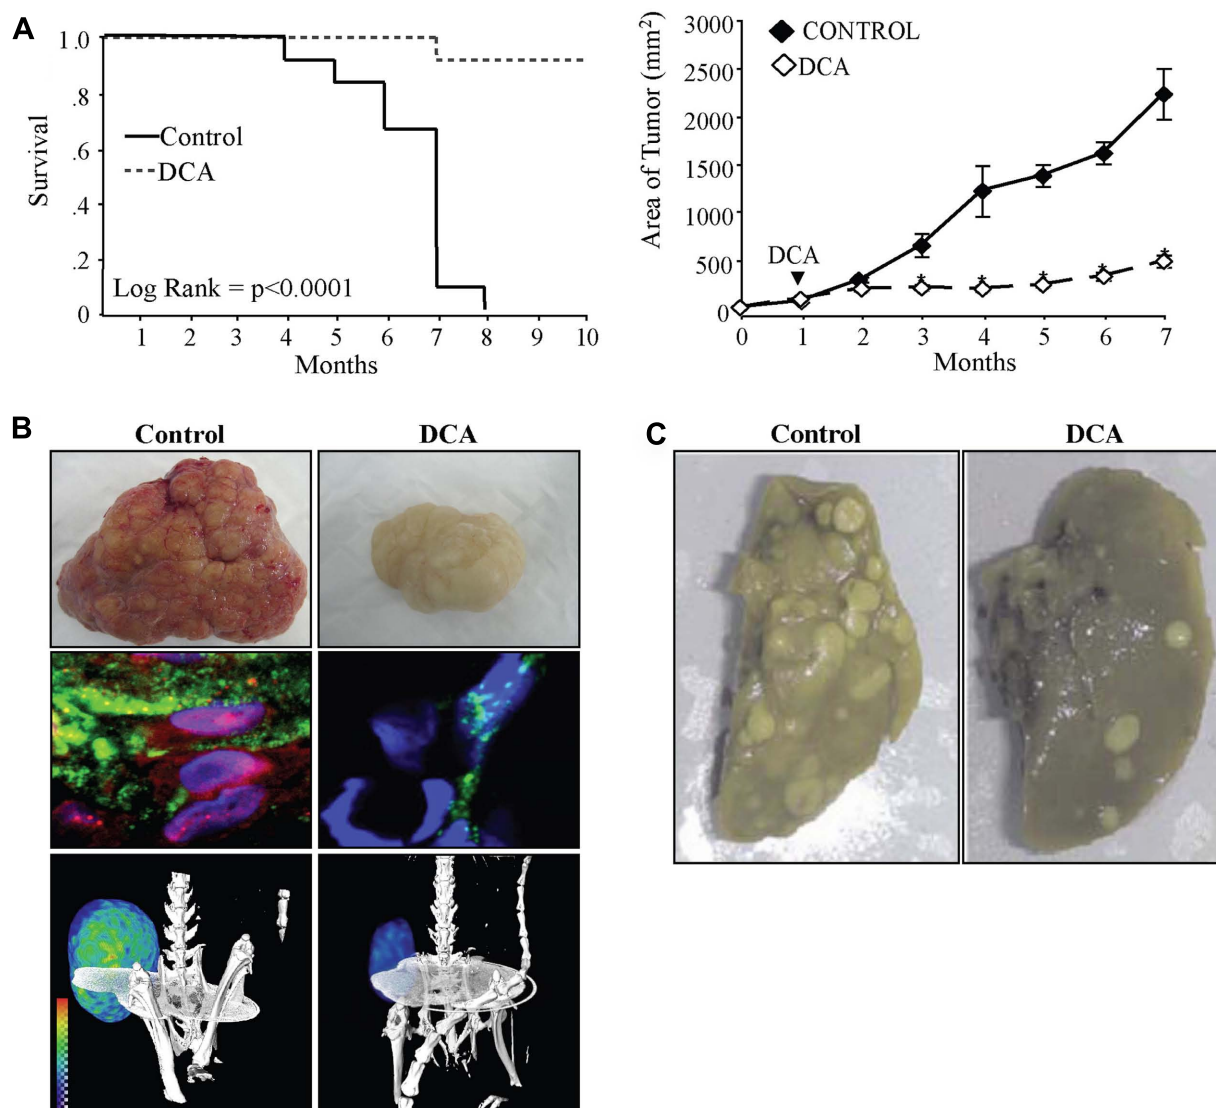 A
1.0
.8
.6
.4
.2
0
Survival
Control
DCA
Log Rank = p<0.0001
1 2 3 4 5 6 7 8 9 10
Months
3000
2500
2000
1500
1000
500
0
Area of Tumor (mm²)
CONTROL
DCA
DCA
* * * * *
0 1 2 3 4 5 6 7
Months
B
Control DCA
C
Control DCA